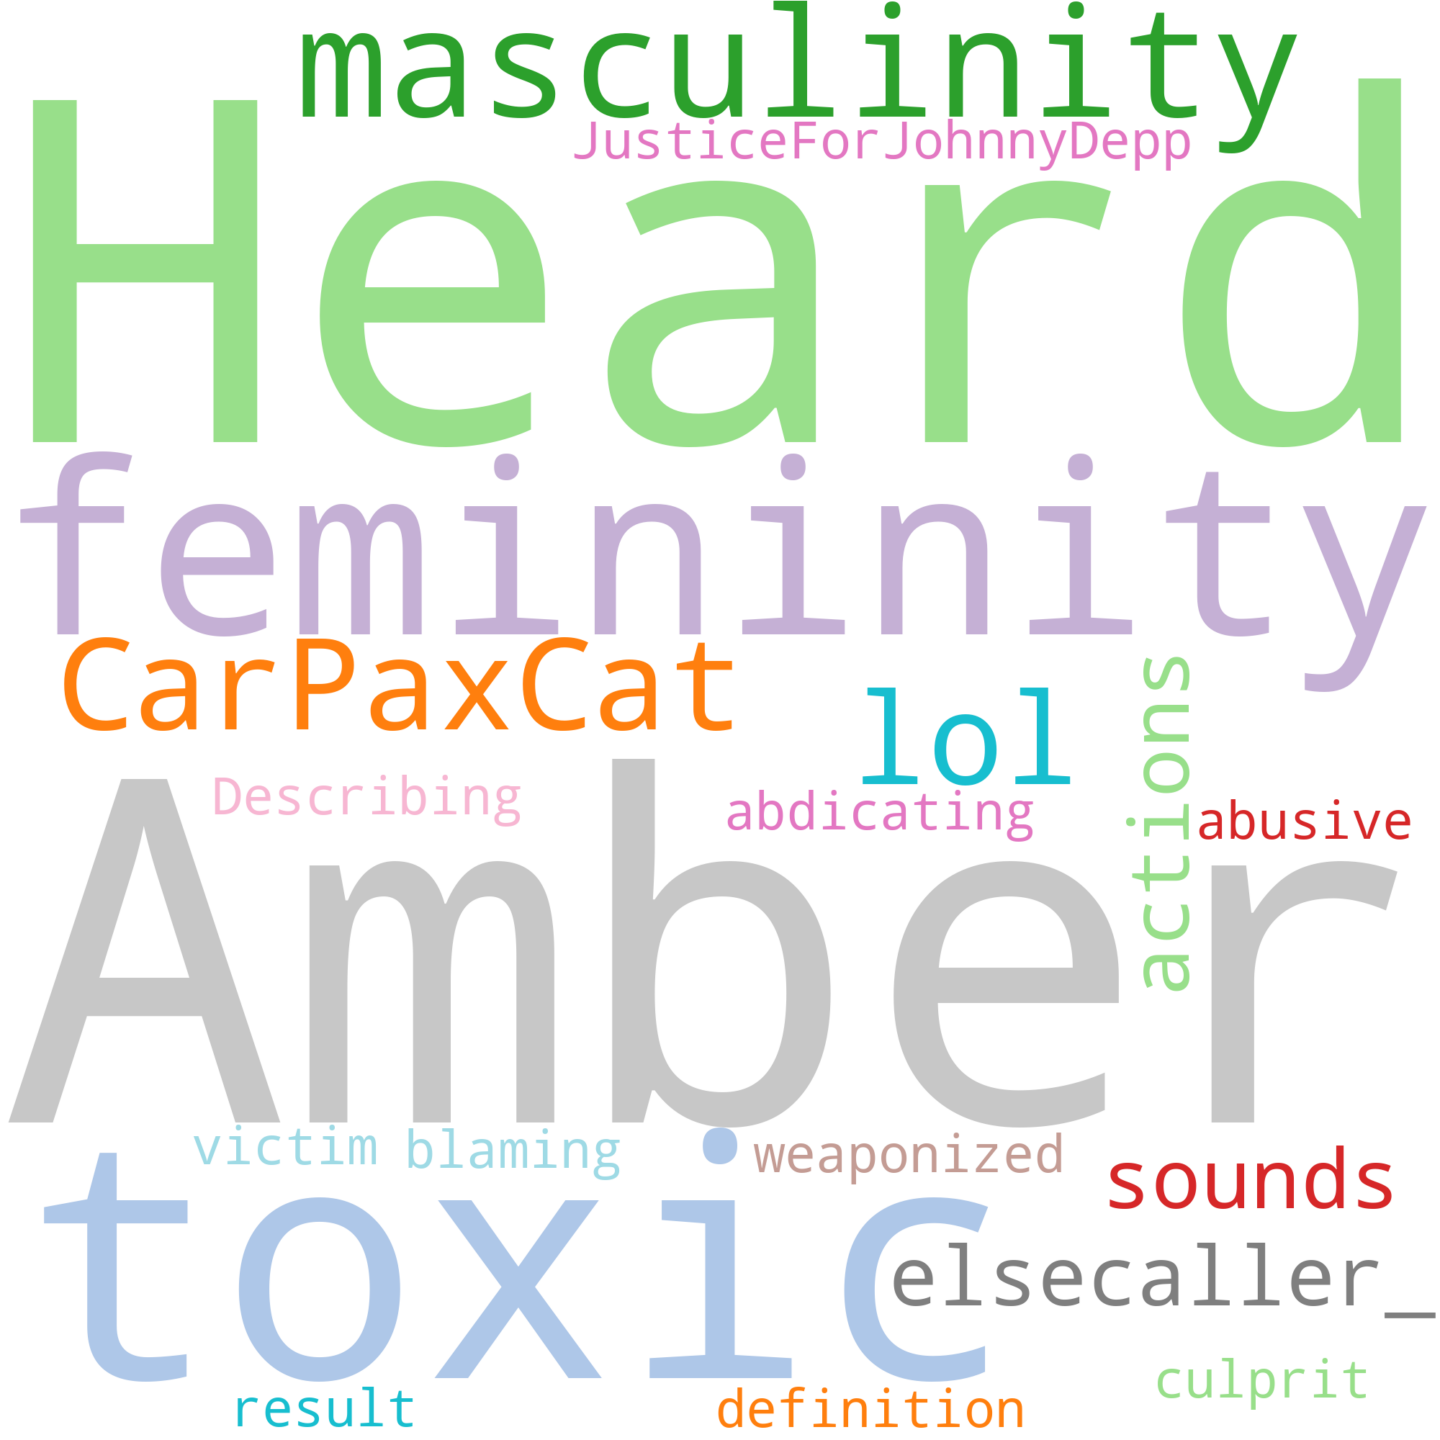 masculinity
JusticeForJohnnyDepp
Heard
femininity
CarPaxCat
lol
actions
Describing
abdicating
abusive
Amber
victim blaming
weaponized
sounds
toxic
elsecaller_
culprit
result
definition